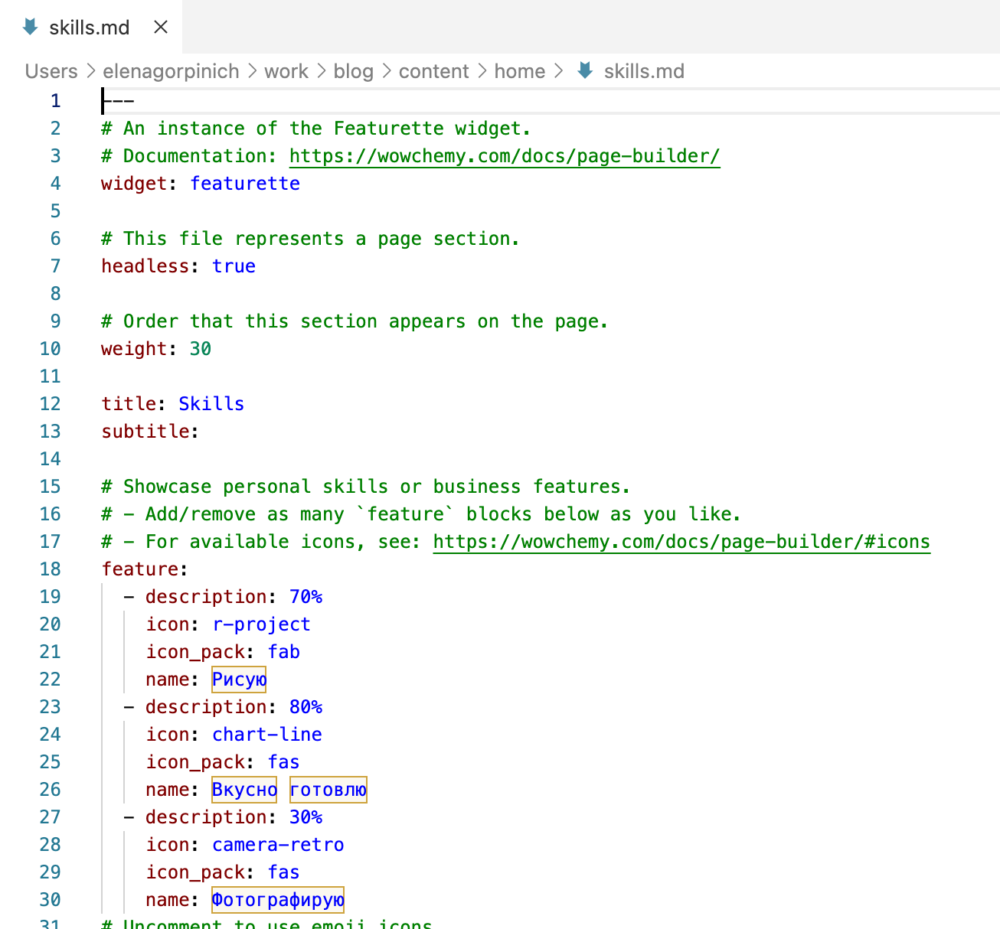 skills.md ×
Users > elenagorpinich > work > blog > content > home > skills.md
1 ---
2 # An instance of the Featurette widget.
3 # Documentation: https://wowchemy.com/docs/page-builder/
4 widget: featurette
5
6 # This file represents a page section.
7 headless: true
8
9 # Order that this section appears on the page.
10 weight: 30
11
12 title: Skills
13 subtitle:
14
15 # Showcase personal skills or business features.
16 # - Add/remove as many `feature` blocks below as you like.
17 # - For available icons, see: https://wowchemy.com/docs/page-builder/#icons
18 feature:
19 - description: 70%
20 icon: r-project
21 icon_pack: fab
22 name: Рисую
23 - description: 80%
24 icon: chart-line
25 icon_pack: fas
26 name: Вкусно готовлю
27 - description: 30%
28 icon: camera-retro
29 icon_pack: fas
30 name: Фотографирую
31 # Uncomment to use emoji icons.